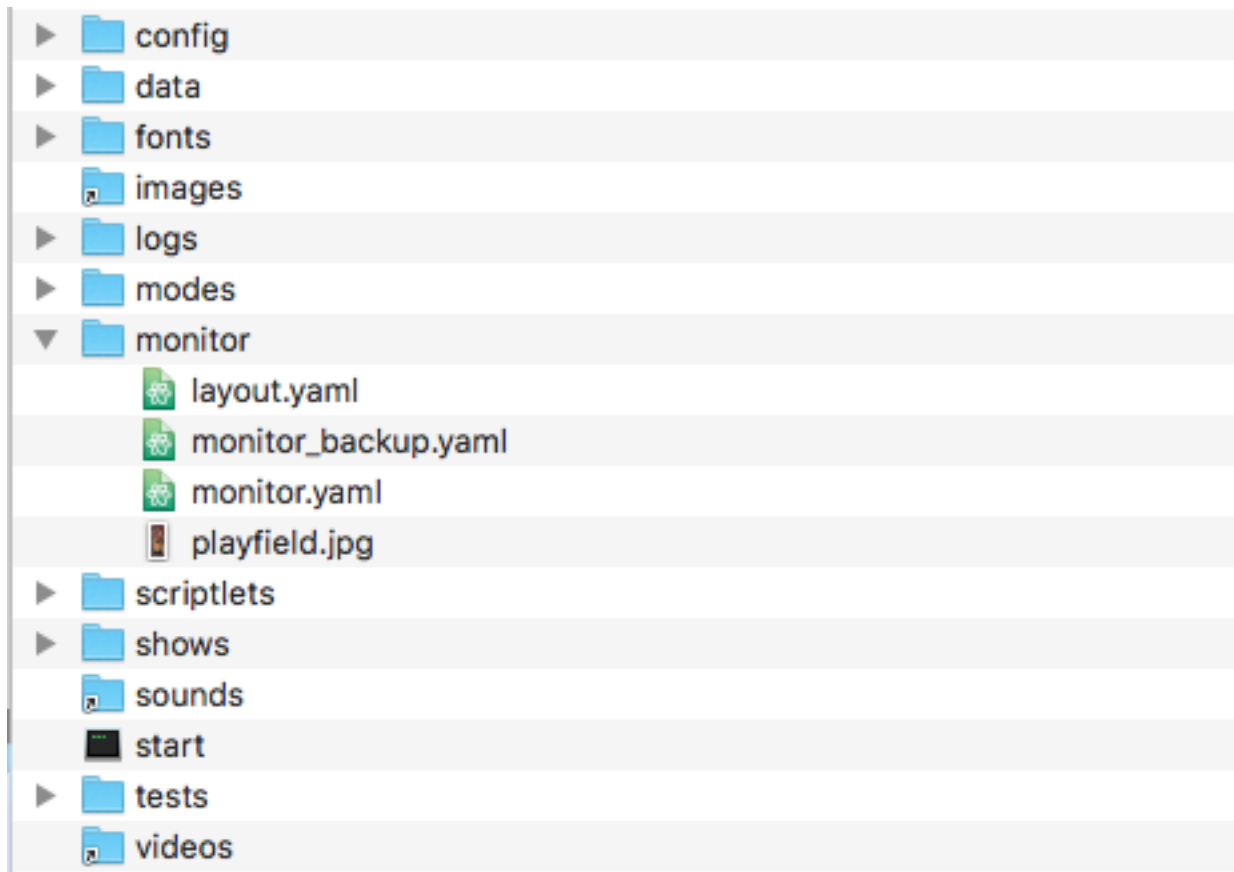 config
data
fonts
images
logs
modes
monitor
layout.yaml
monitor_backup.yaml
monitor.yaml
playfield.jpg
scriptlets
shows
sounds
start
tests
videos